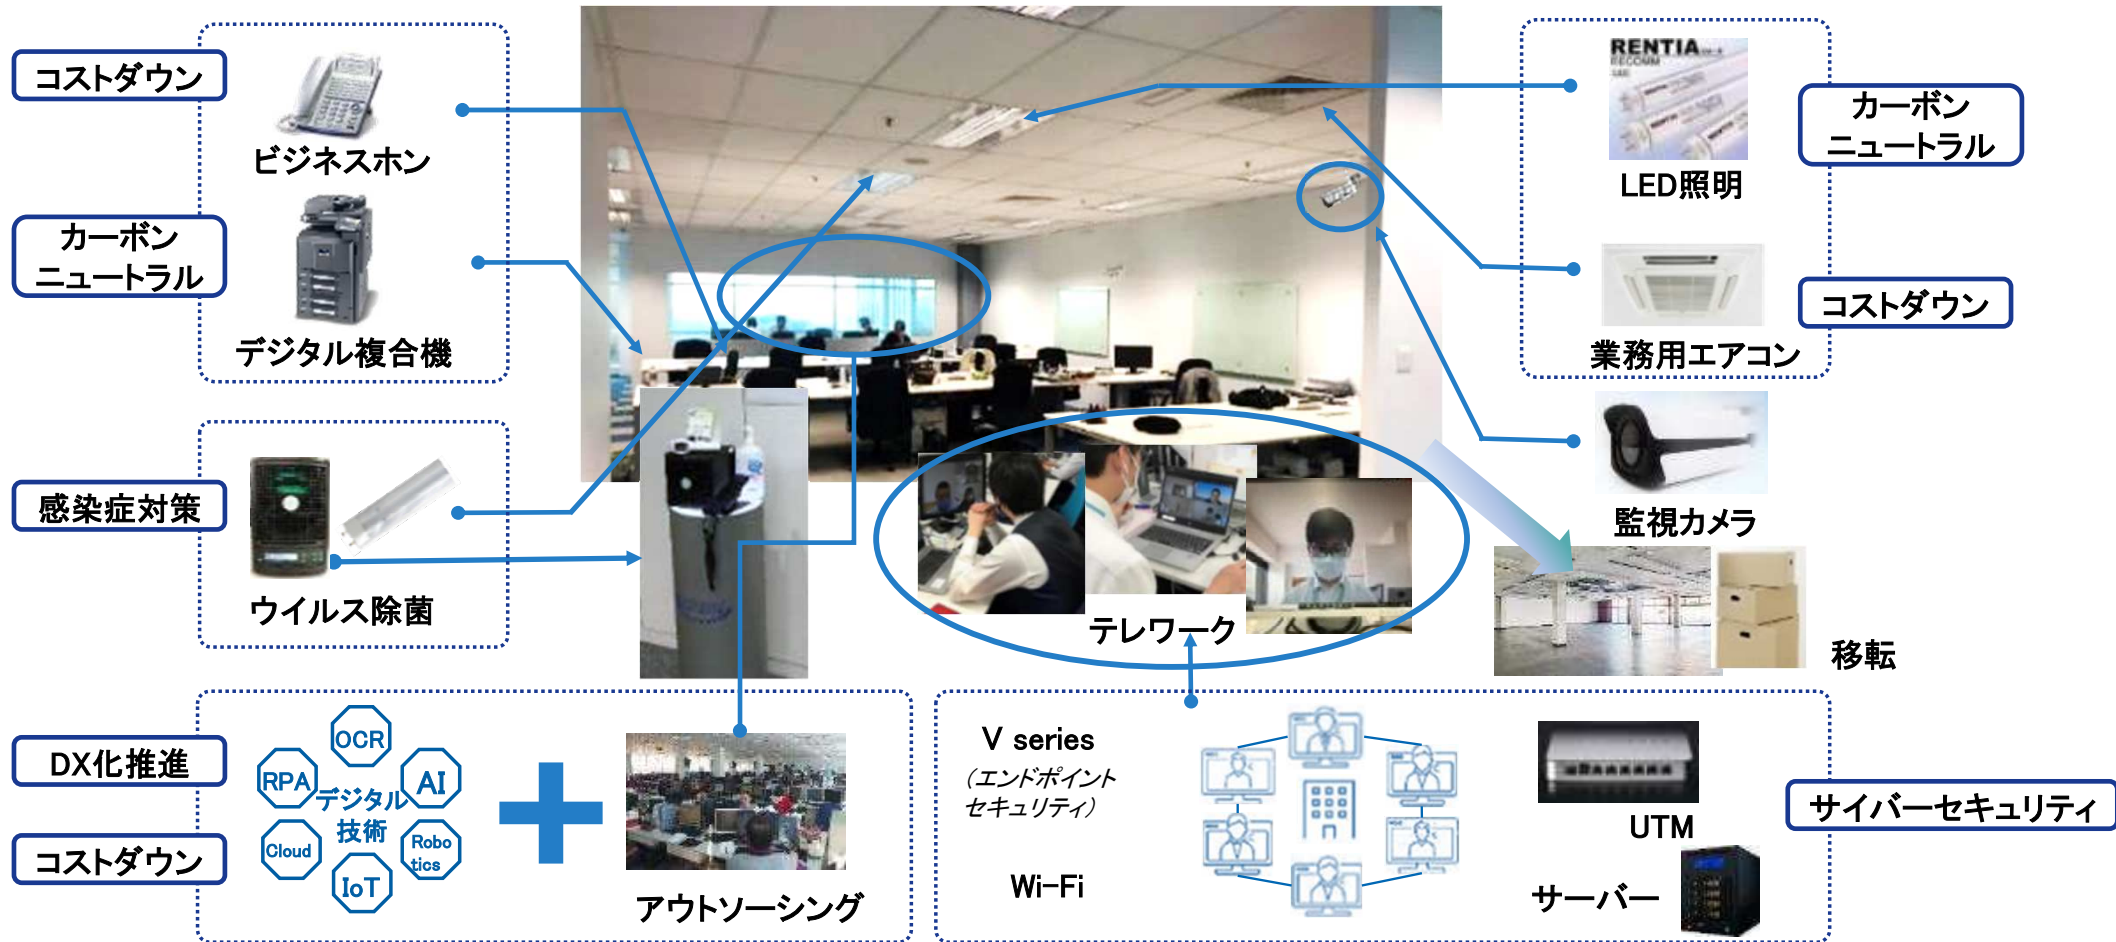 コストダウン
ビジネスホン
カーボン
ニュートラル
デジタル複合機
RENTIA
RECOMM
LED照明
カーボン
ニュートラル
業務用エアコン
コストダウン
感染症対策
ウイルス除菌
監視カメラ
テレワーク
移転
DX化推進
コストダウン
OCR
RPA
AI
デジタル
技術
Cloud
Robo
tics
IoT
アウトソーシング
V series
(エンドポイント
セキュリティ)
Wi-Fi
UTM
サーバー
サイバーセキュリティ